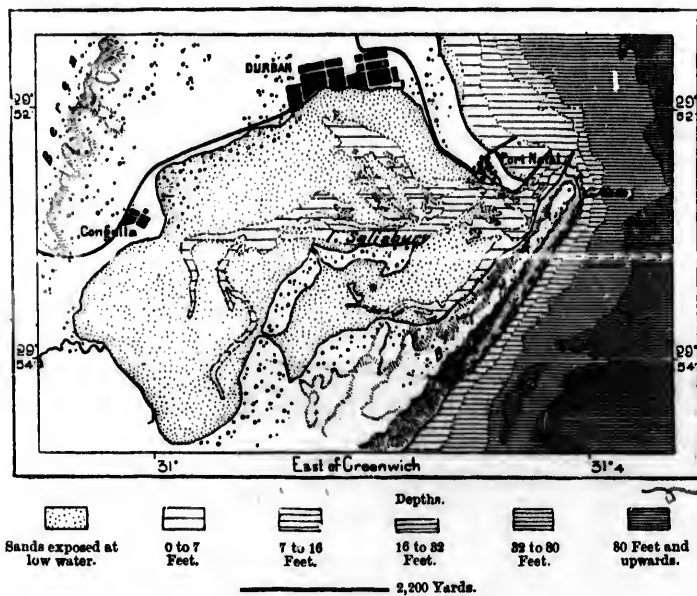 DURBAN
29°
52'
29°
52'
Berea
Port Natal
Congella
Salisbury
29°
54'
29°
54'
31°
East of Greenwich
31° 4
Depths.
Sands exposed at
low water.
0 to 7
Feet.
7 to 16
Feet.
16 to 32
Feet.
32 to 80
Feet.
80 Feet and
upwards.
2,200 Yards.